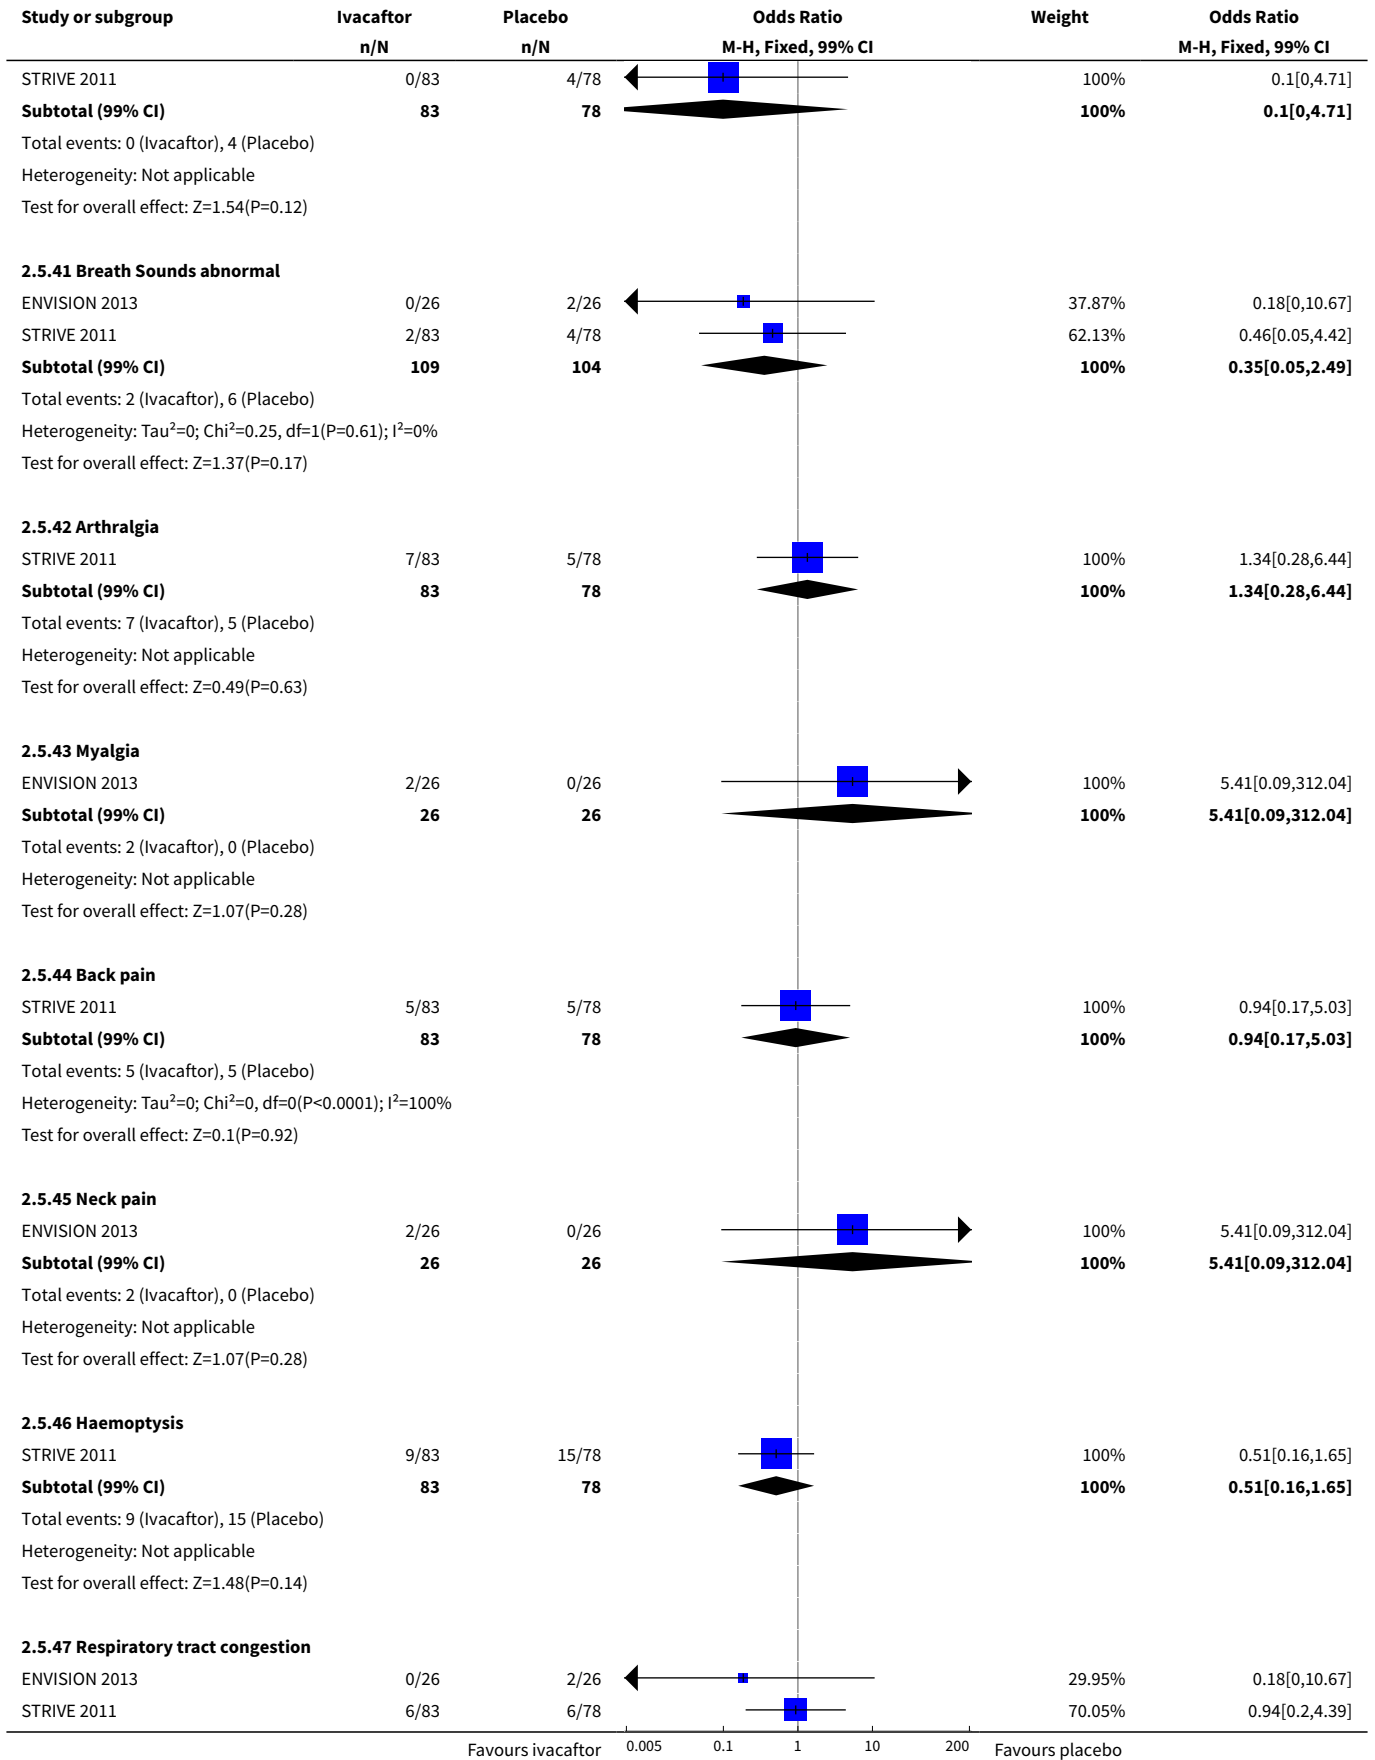 Study or subgroup Ivacaftor Placebo Odds Ratio Weight Odds Ratio
n/N n/N M-H, Fixed, 99% CI M-H, Fixed, 99% CI
STRIVE 2011 0/83 4/78 100% 0.1[0,4.71]
Subtotal (99% CI) 83 78 100% 0.1[0,4.71]
Total events: 0 (Ivacaftor), 4 (Placebo)
Heterogeneity: Not applicable
Test for overall effect: Z=1.54(P=0.12)
2.5.41 Breath Sounds abnormal
ENVISION 2013 0/26 2/26 37.87% 0.18[0,10.67]
STRIVE 2011 2/83 4/78 62.13% 0.46[0.05,4.42]
Subtotal (99% CI) 109 104 100% 0.35[0.05,2.49]
Total events: 2 (Ivacaftor), 6 (Placebo)
Heterogeneity: Tau²=0; Chi²=0.25, df=1(P=0.61); I²=0%
Test for overall effect: Z=1.37(P=0.17)
2.5.42 Arthralgia
STRIVE 2011 7/83 5/78 100% 1.34[0.28,6.44]
Subtotal (99% CI) 83 78 100% 1.34[0.28,6.44]
Total events: 7 (Ivacaftor), 5 (Placebo)
Heterogeneity: Not applicable
Test for overall effect: Z=0.49(P=0.63)
2.5.43 Myalgia
ENVISION 2013 2/26 0/26 100% 5.41[0.09,312.04]
Subtotal (99% CI) 26 26 100% 5.41[0.09,312.04]
Total events: 2 (Ivacaftor), 0 (Placebo)
Heterogeneity: Not applicable
Test for overall effect: Z=1.07(P=0.28)
2.5.44 Back pain
STRIVE 2011 5/83 5/78 100% 0.94[0.17,5.03]
Subtotal (99% CI) 83 78 100% 0.94[0.17,5.03]
Total events: 5 (Ivacaftor), 5 (Placebo)
Heterogeneity: Tau²=0; Chi²=0, df=0(P<0.0001); I²=100%
Test for overall effect: Z=0.1(P=0.92)
2.5.45 Neck pain
ENVISION 2013 2/26 0/26 100% 5.41[0.09,312.04]
Subtotal (99% CI) 26 26 100% 5.41[0.09,312.04]
Total events: 2 (Ivacaftor), 0 (Placebo)
Heterogeneity: Not applicable
Test for overall effect: Z=1.07(P=0.28)
2.5.46 Haemoptysis
STRIVE 2011 9/83 15/78 100% 0.51[0.16,1.65]
Subtotal (99% CI) 83 78 100% 0.51[0.16,1.65]
Total events: 9 (Ivacaftor), 15 (Placebo)
Heterogeneity: Not applicable
Test for overall effect: Z=1.48(P=0.14)
2.5.47 Respiratory tract congestion
ENVISION 2013 0/26 2/26 29.95% 0.18[0,10.67]
STRIVE 2011 6/83 6/78 70.05% 0.94[0.2,4.39]
Favours ivacaftor 0.005 0.1 1 10 200 Favours placebo